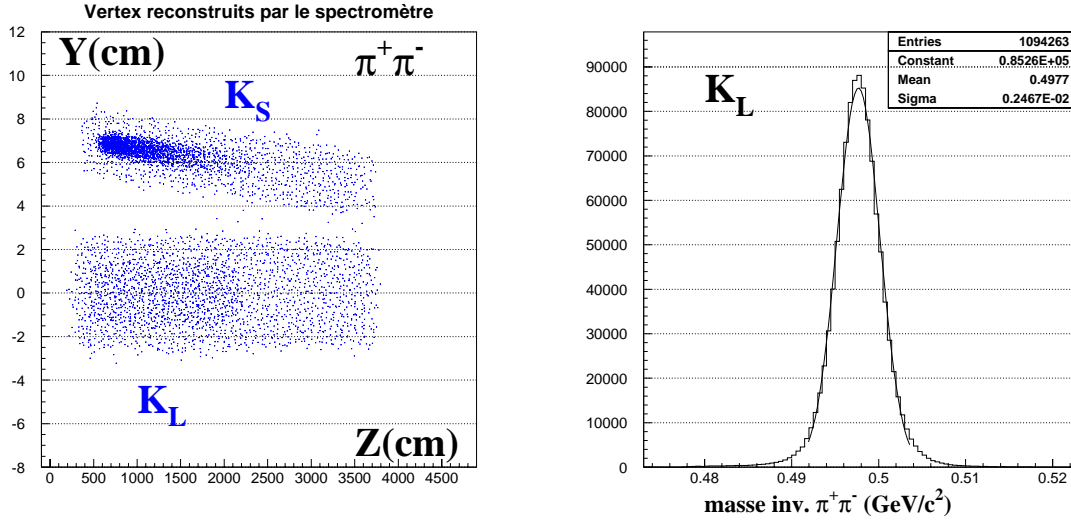 Vertex reconstruits par le spectromètre
Y(cm)
π+π-
K_S
K_L
Z(cm)
12
10
8
6
4
2
0
-2
-4
-6
-8
0 500 1000 1500 2000 2500 3000 3500 4000 4500
Entries 1094263
Constant 0.8526E+05
Mean 0.4977
Sigma 0.2467E-02
K_L
90000
80000
70000
60000
50000
40000
30000
20000
10000
0
0.48 0.49 0.5 0.51 0.52
masse inv. π+π- (GeV/c²)